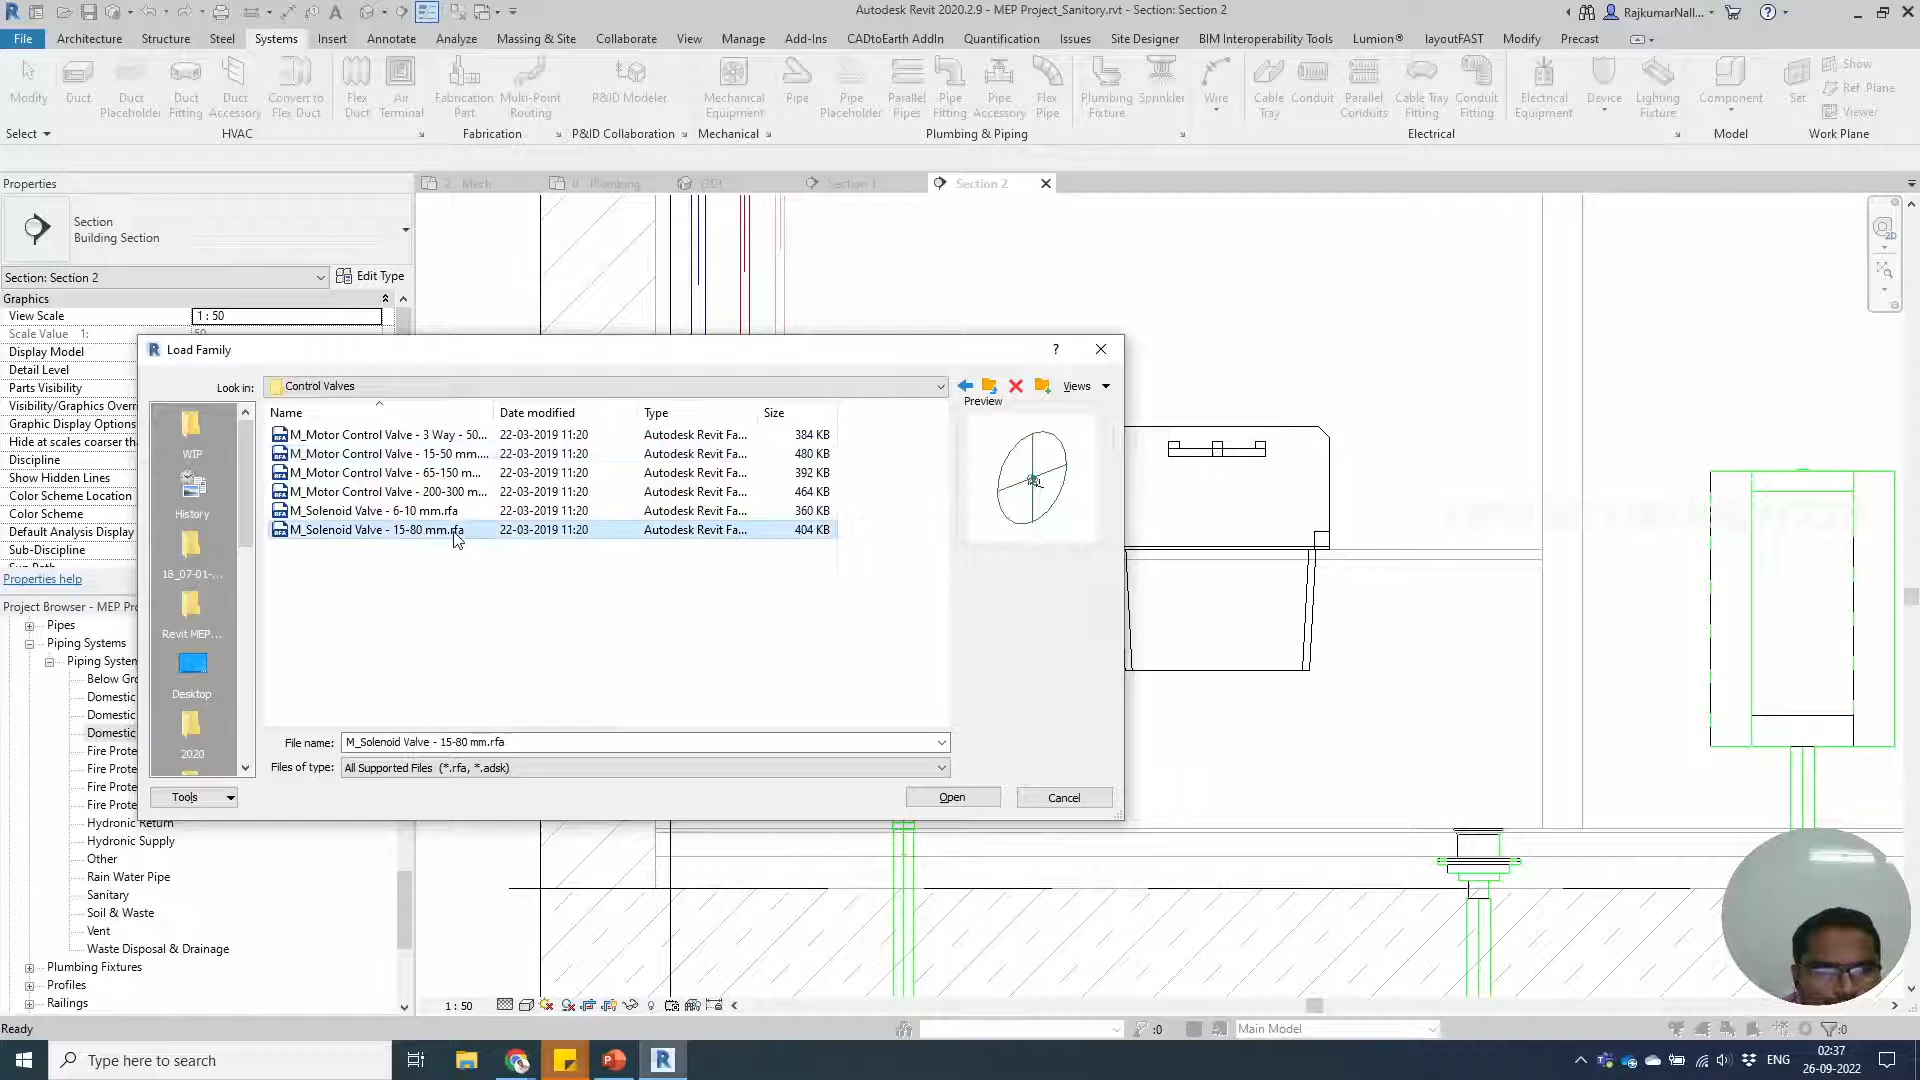 Autodesk Revit 2020.2.9 - MEP Project_Sanitory.rvt - Section: Section 2
RajkumarNall...
File Architecture Structure Steel Systems Insert Annotate Analyze Massing & Site Collaborate View Manage Add-Ins CADtoEarth AddIn Quantification Issues Site Designer BIM Interoperability Tools Lumion® layoutFAST Modify Precast
Modify Duct Duct Placeholder Duct Fitting Duct Accessory Convert to Flex Duct Flex Duct Air Terminal Fabrication Part Multi-Point Routing P&ID Modeler Mechanical Equipment Pipe Pipe Placeholder Parallel Pipes Pipe Fitting Pipe Accessory Flex Pipe Plumbing Fixture Sprinkler Wire Cable Tray Conduit Parallel Conduits Cable Tray Fitting Conduit Fitting Electrical Equipment Device Lighting Fixture Component Set Show Ref Plane Viewer
Select HVAC Fabrication P&ID Collaboration Mechanical Plumbing & Piping Electrical Model Work Plane
Properties
Section
Building Section
Section: Section 2 Edit Type
Graphics
View Scale 1 : 50
Scale Value 1: 50
Display Model
Detail Level
Parts Visibility
Visibility/Graphics Overr
Graphic Display Options
Hide at scales coarser tha
Discipline
Show Hidden Lines
Color Scheme Location
Color Scheme
Default Analysis Display
Sub-Discipline
Properties help
Project Browser - MEP Pro
Pipes
Piping Systems
Piping System
Below Gro
Domestic
Domestic
Domestic
Fire Prote
Fire Prote
Fire Prote
Fire Prote
Hydronic Return
Hydronic Supply
Other
Rain Water Pipe
Sanitary
Soil & Waste
Vent
Waste Disposal & Drainage
Plumbing Fixtures
Profiles
Railings
2. Mech 0. Plumbing {3D} Section 1 Section 2
2D
Load Family
?
Look in: Control Valves Views
Preview
Name Date modified Type Size
M_Motor Control Valve - 3 Way - 50... 22-03-2019 11:20 Autodesk Revit Fa... 384 KB
M_Motor Control Valve - 15-50 mm.... 22-03-2019 11:20 Autodesk Revit Fa... 480 KB
M_Motor Control Valve - 65-150 m... 22-03-2019 11:20 Autodesk Revit Fa... 392 KB
M_Motor Control Valve - 200-300 m... 22-03-2019 11:20 Autodesk Revit Fa... 464 KB
M_Solenoid Valve - 6-10 mm.rfa 22-03-2019 11:20 Autodesk Revit Fa... 360 KB
M_Solenoid Valve - 15-80 mm.rfa 22-03-2019 11:20 Autodesk Revit Fa... 404 KB
WIP
History
18_07-01-...
Revit MEP...
Desktop
2020
File name: M_Solenoid Valve - 15-80 mm.rfa
Files of type: All Supported Files (*.rfa, *.adsk)
Tools Open Cancel
1 : 50
Ready :0 Main Model :0
Type here to search
ENG
02:37
26-09-2022